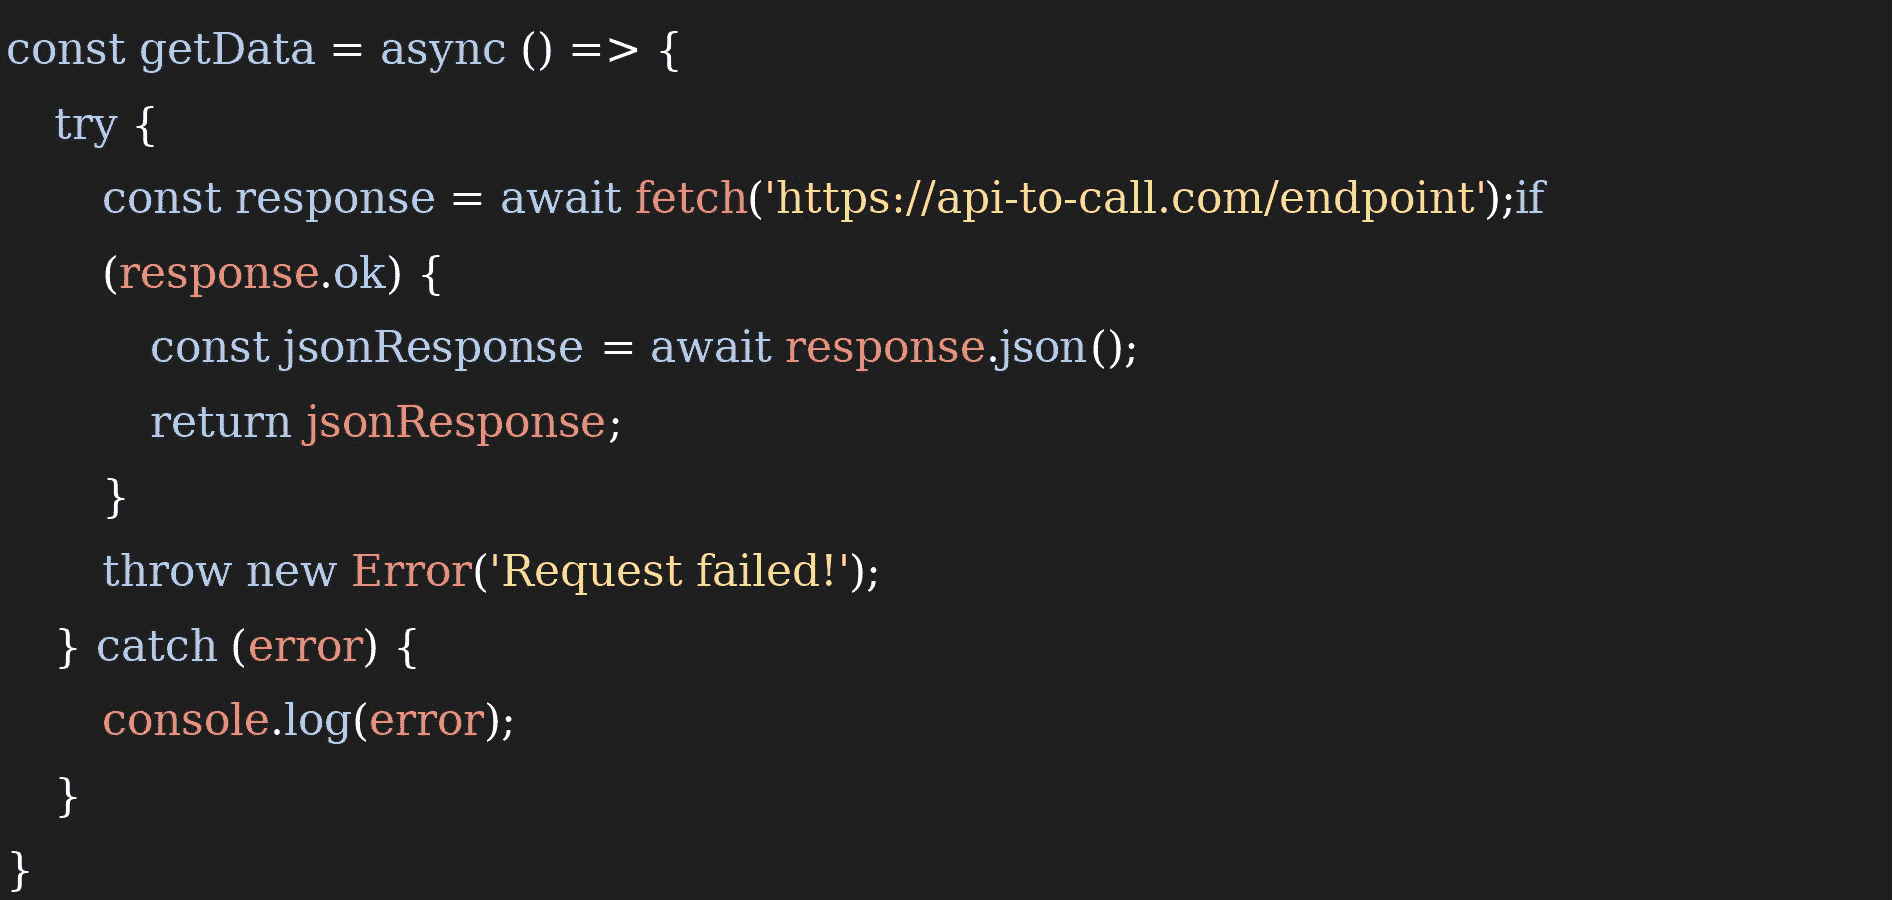 const getData = async () => {
try {
const response = await fetch('https://api-to-call.com/endpoint');if
(response.ok) {
const jsonResponse = await response.json();
return jsonResponse;
}
throw new Error('Request failed!');
} catch (error) {
console.log(error);
}
}